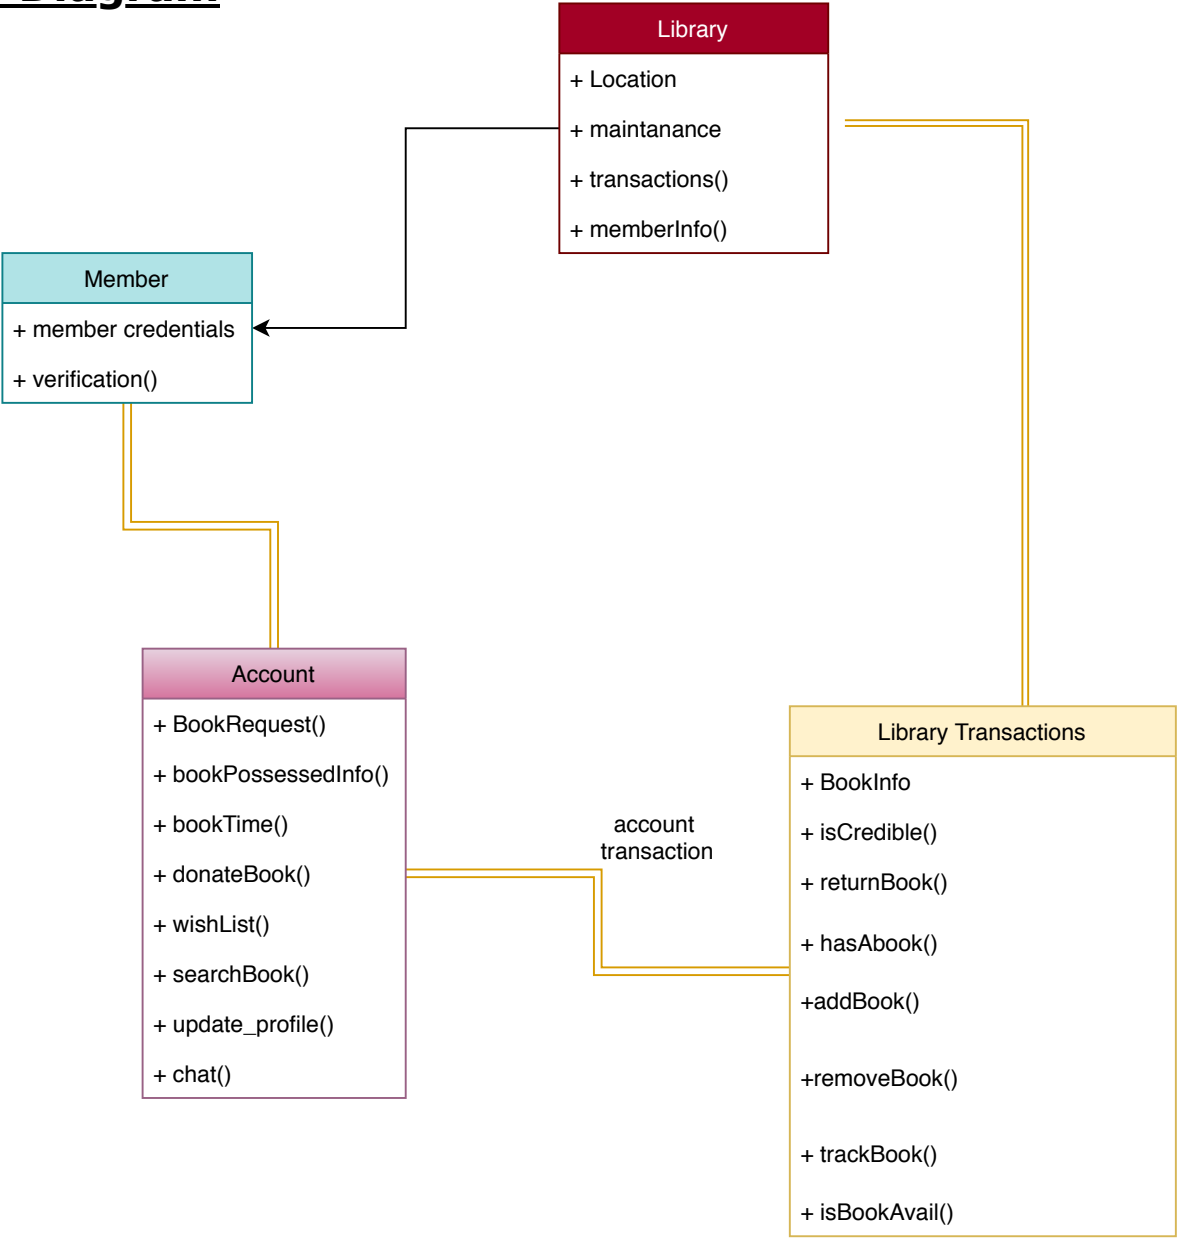 Diagram
Library
+ Location
+ maintanance
+ transactions()
+ memberInfo()
Member
+ member credentials
+ verification()
Account
+ BookRequest()
+ bookPossessedInfo()
+ bookTime()
+ donateBook()
+ wishList()
+ searchBook()
+ update_profile()
+ chat()
account
transaction
Library Transactions
+ BookInfo
+ isCredible()
+ returnBook()
+ hasAbook()
+addBook()
+removeBook()
+ trackBook()
+ isBookAvail()